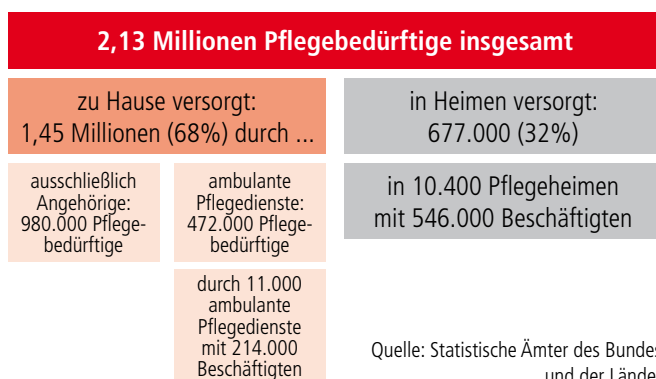 2,13 Millionen Pflegebedürftige insgesamt
zu Hause versorgt:
1,45 Millionen (68%) durch ...
in Heimen versorgt:
677.000 (32%)
ausschließlich
Angehörige:
980.000 Pflege-
bedürftige
ambulante
Pflegedienste:
472.000 Pflege-
bedürftige
in 10.400 Pflegeheimen
mit 546.000 Beschäftigten
durch 11.000
ambulante
Pflegedienste
mit 214.000
Beschäftigten
Quelle: Statistische Ämter des Bundes
und der Länder